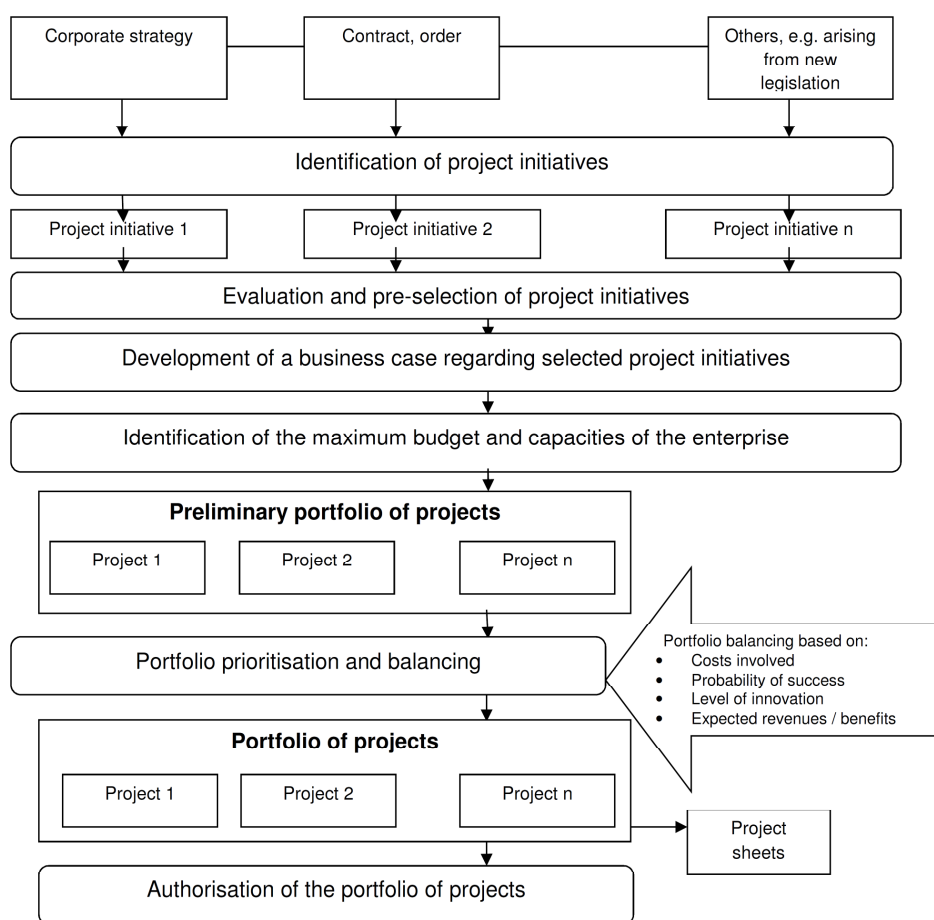 Corporate strategy
Contract, order
Others, e.g. arising
from new
legislation
Identification of project initiatives
Project initiative 1
Project initiative 2
Project initiative n
Evaluation and pre-selection of project initiatives
Development of a business case regarding selected project initiatives
Identification of the maximum budget and capacities of the enterprise
Preliminary portfolio of projects
Project 1
Project 2
Project n
Portfolio prioritisation and balancing
Portfolio balancing based on:
• Costs involved
• Probability of success
• Level of innovation
• Expected revenues / benefits
Portfolio of projects
Project 1
Project 2
Project n
Project
sheets
Authorisation of the portfolio of projects